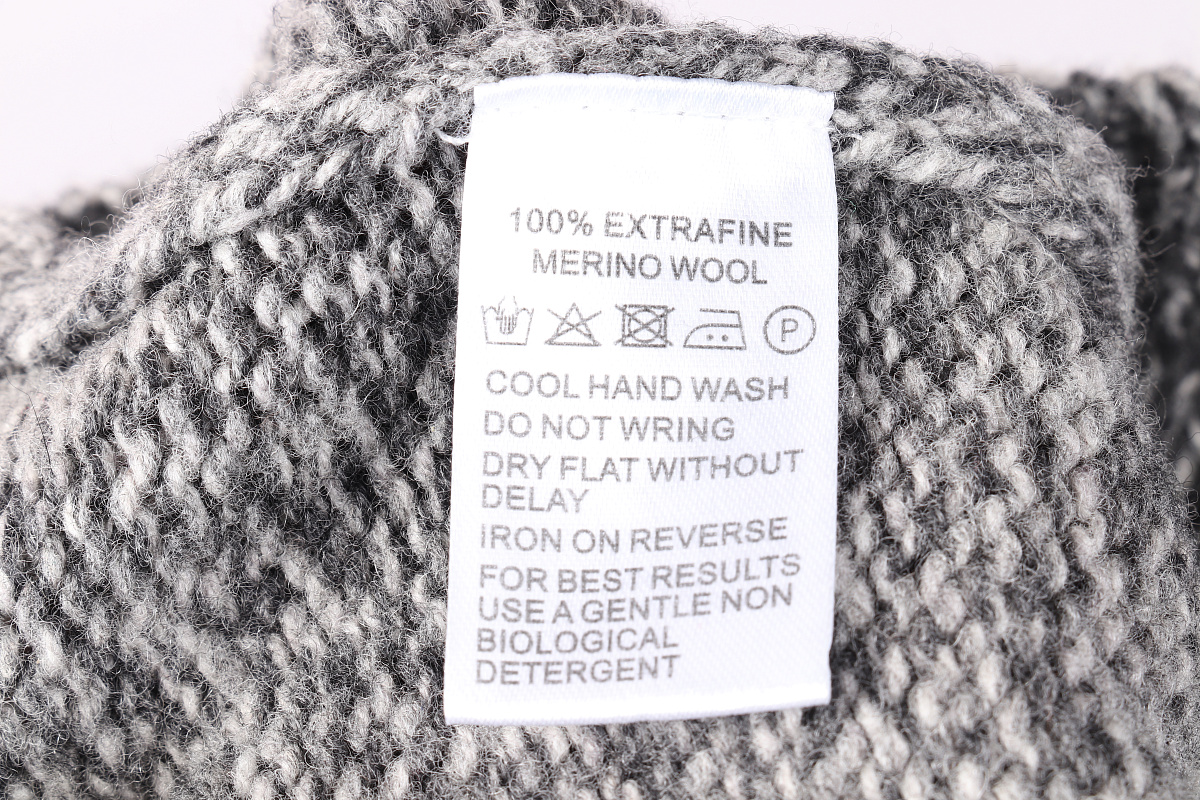 100% EXTRAFINE
MERINO WOOL
P
COOL HAND WASH
DO NOT WRING
DRY FLAT WITHOUT
DELAY
IRON ON REVERSE
FOR BEST RESULTS
USE A GENTLE NON
BIOLOGICAL
DETERGENT